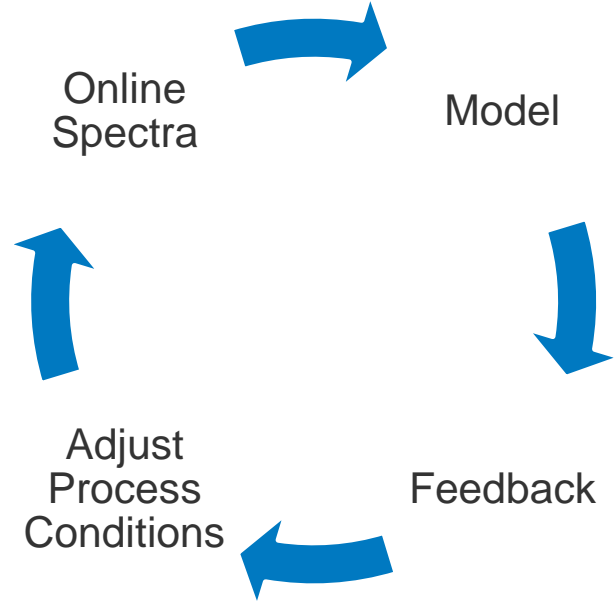 Online
Spectra
Model
Feedback
Adjust
Process
Conditions